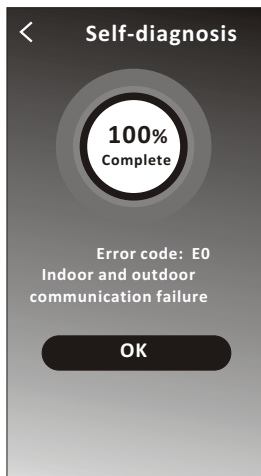 Self-diagnosis
100%
Complete
Error code: E0
Indoor and outdoor
communication failure
OK